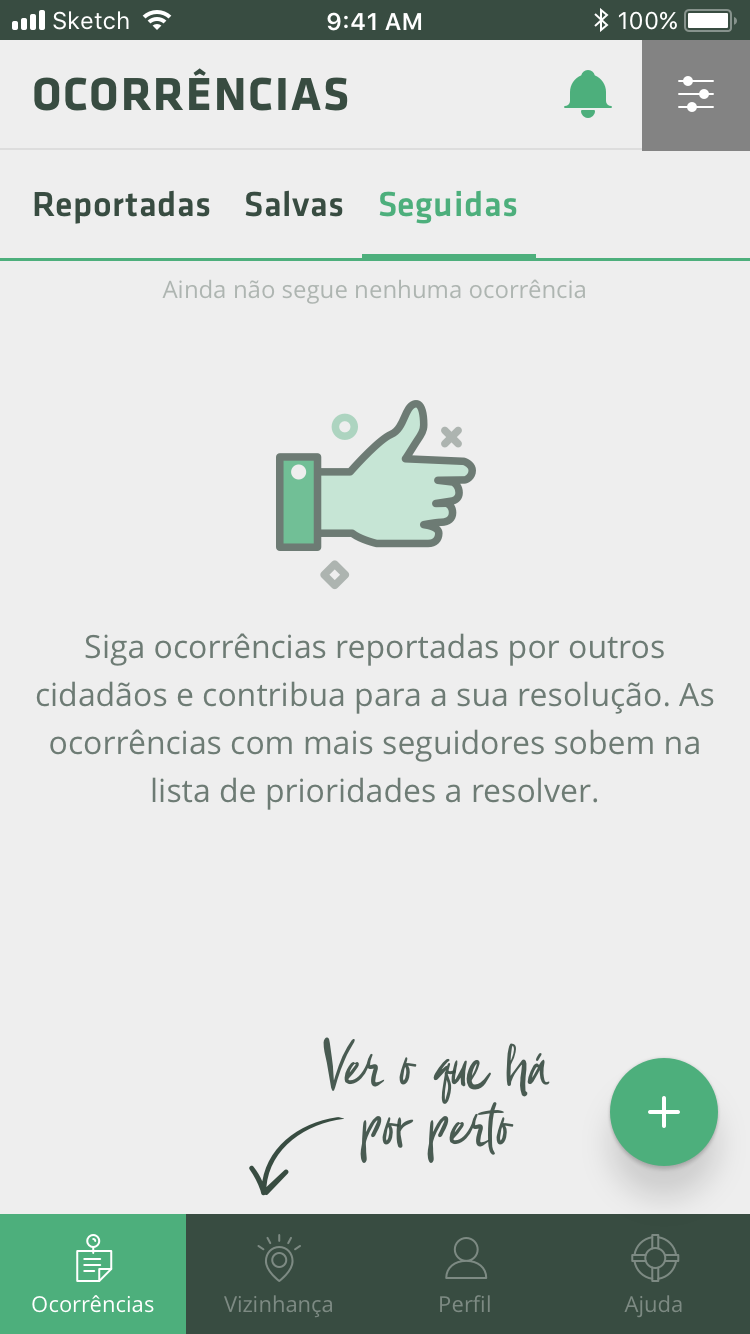 Sketch 9:41 AM 100%
OCORRÊNCIAS
Reportadas Salvas Seguidas
Ainda não segue nenhuma ocorrência
Siga ocorrências reportadas por outros
cidadãos e contribua para a sua resolução. As
ocorrências com mais seguidores sobem na
lista de prioridades a resolver.
Ver o que há
por perto
Ocorrências Vizinhança Perfil Ajuda